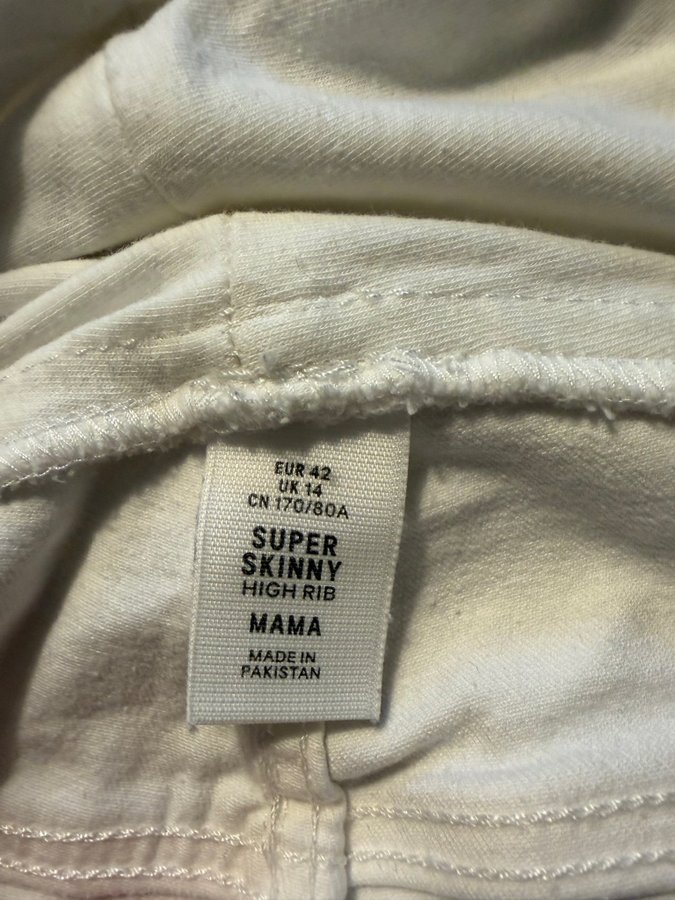 EUR 42
UK 14
CN 170/80A
SUPER
SKINNY
HIGH RIB
MAMA
MADE IN
PAKISTAN